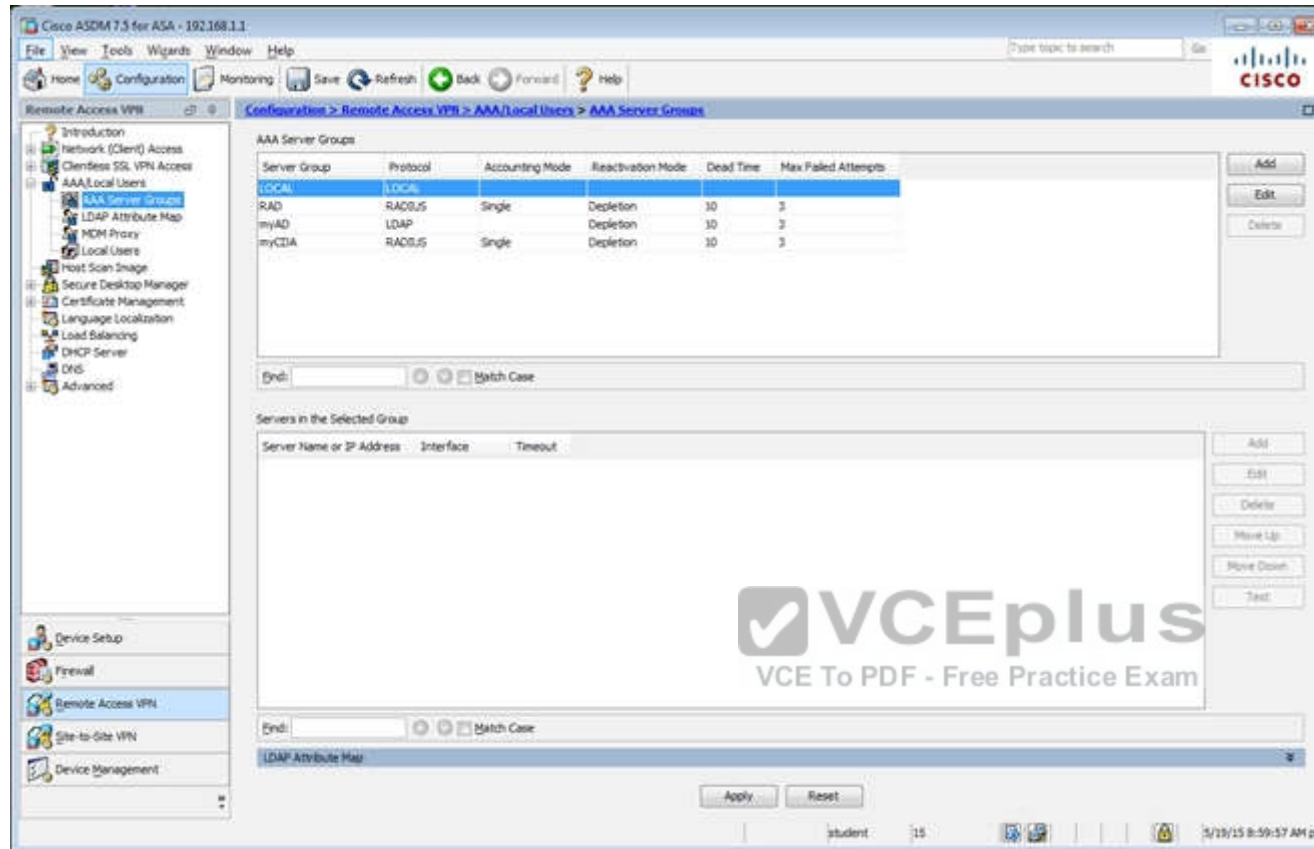 Cisco ASDM 7.5 for ASA - 192.168.1.1
File View Tools Wizards Window Help
Type topic to search Go
Home Configuration Monitoring Save Refresh Back Forward Help
CISCO
Remote Access VPN
Configuration > Remote Access VPN > AAA/Local Users > AAA Server Groups
Introduction
Network (Client) Access
Clientless SSL VPN Access
AAA/Local Users
AAA Server Groups
LDAP Attribute Map
MDM Proxy
Local Users
Host Scan Image
Secure Desktop Manager
Certificate Management
Language Localization
Load Balancing
DHCP Server
DNS
Advanced
Device Setup
Firewall
Remote Access VPN
Site-to-Site VPN
Device Management
AAA Server Groups
Server Group Protocol Accounting Mode Reactivation Mode Dead Time Max Failed Attempts
LOCAL LOCAL
RAD RADIUS Single Depletion 10 3
myAD LDAP Depletion 10 3
myCDA RADIUS Single Depletion 10 3
Add
Edit
Delete
Find: Match Case
Servers in the Selected Group
Server Name or IP Address Interface Timeout
Add
Edit
Delete
Move Up
Move Down
Test
VCEplus
VCE To PDF - Free Practice Exam
Find: Match Case
LDAP Attribute Map
Apply Reset
student 15 5/19/15 8:59:57 AM p